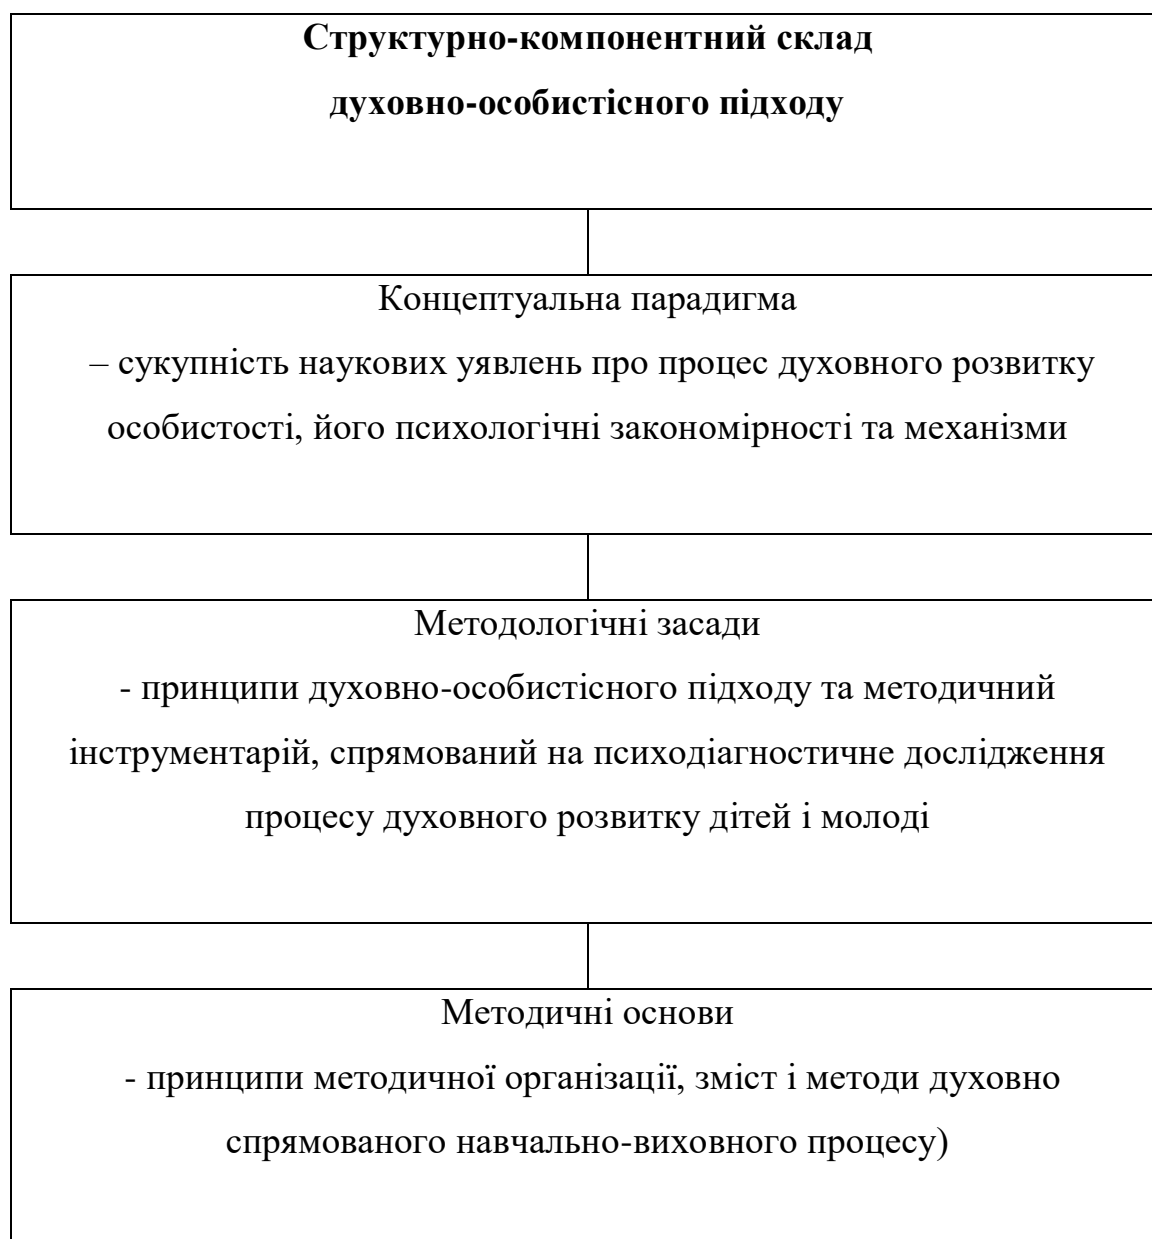 Структурно-компонентний склад
духовно-особистісного підходу
Концептуальна парадигма
– сукупність наукових уявлень про процес духовного розвитку
особистості, його психологічні закономірності та механізми
Методологічні засади
- принципи духовно-особистісного підходу та методичний
інструментарій, спрямований на психодіагностичне дослідження
процесу духовного розвитку дітей і молоді
Методичні основи
- принципи методичної організації, зміст і методи духовно
спрямованого навчально-виховного процесу)